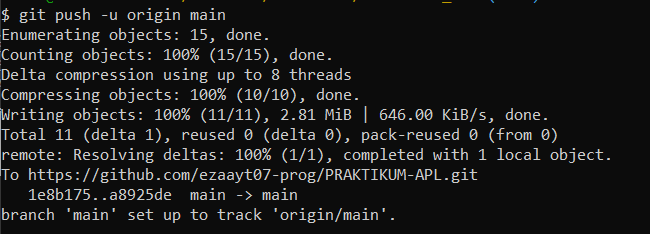 $ git push -u origin main
Enumerating objects: 15, done.
Counting objects: 100% (15/15), done.
Delta compression using up to 8 threads
Compressing objects: 100% (10/10), done.
Writing objects: 100% (11/11), 2.81 MiB | 646.00 KiB/s, done.
Total 11 (delta 1), reused 0 (delta 0), pack-reused 0 (from 0)
remote: Resolving deltas: 100% (1/1), completed with 1 local object.
To https://github.com/ezaayt07-prog/PRAKTIKUM-APL.git
   1e8b175..a8925de  main -> main
branch 'main' set up to track 'origin/main'.